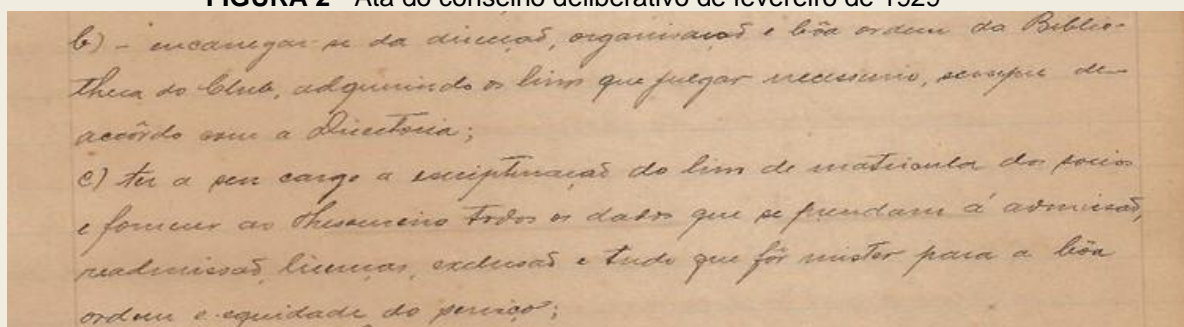 FIGURA 2 - Ata do conselho deliberativo de fevereiro de 1929
b) - encarregar-se da direcção, organisação e bôa ordem da Biblio-
theca do Club, adquirindo os livros que julgar necessario, sempre de
accôrdo com a Directoria;
c) ter a seu cargo a escripturação do livro de matricula dos socios
e fornecer ao Thesoureiro todos os dados que se prendam á admissão,
readmissão, licenças, exclusão e tudo que fôr mister para a bôa
ordem e equidade do serviço;